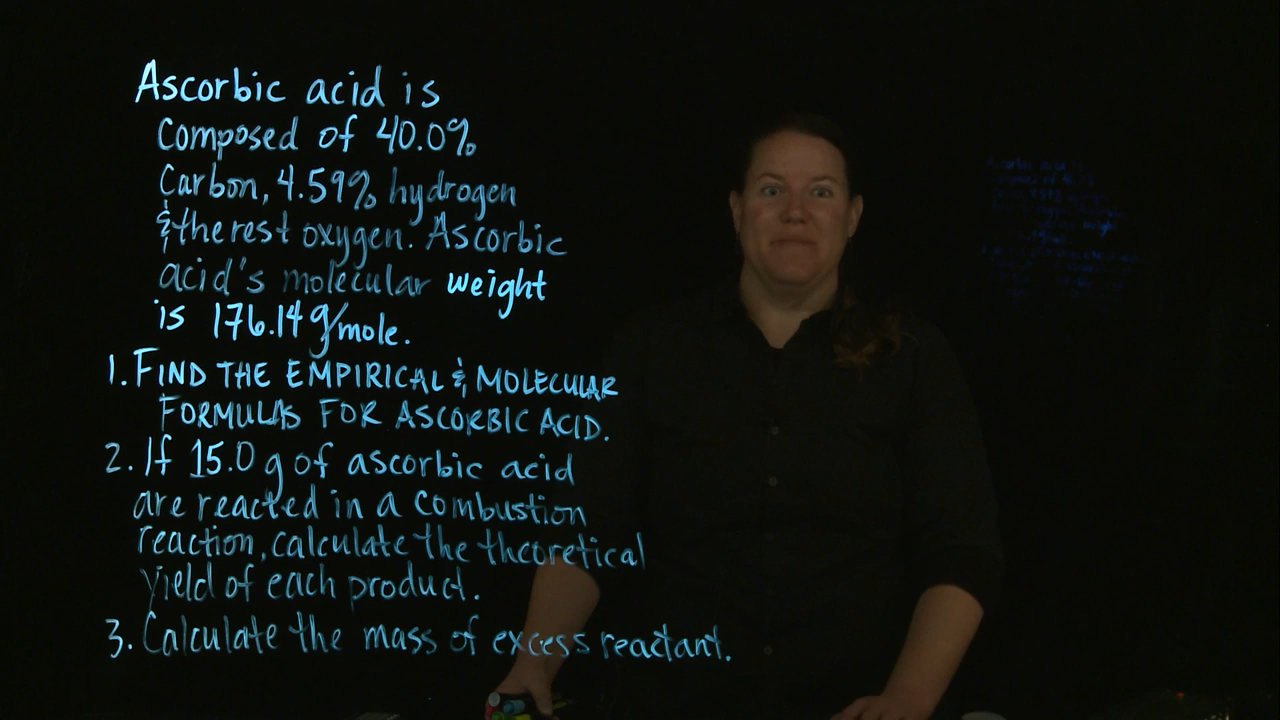 Ascorbic acid is
composed of 40.0%
Carbon, 4.59% hydrogen
& the rest oxygen. Ascorbic
acid's molecular weight
is 176.14 g/mole.
1. FIND THE EMPIRICAL & MOLECULAR
FORMULAS FOR ASCORBIC ACID.
2. If 15.0 g of ascorbic acid
are reacted in a combustion
reaction, calculate the theoretical
yield of each product.
3. Calculate the mass of excess reactant.